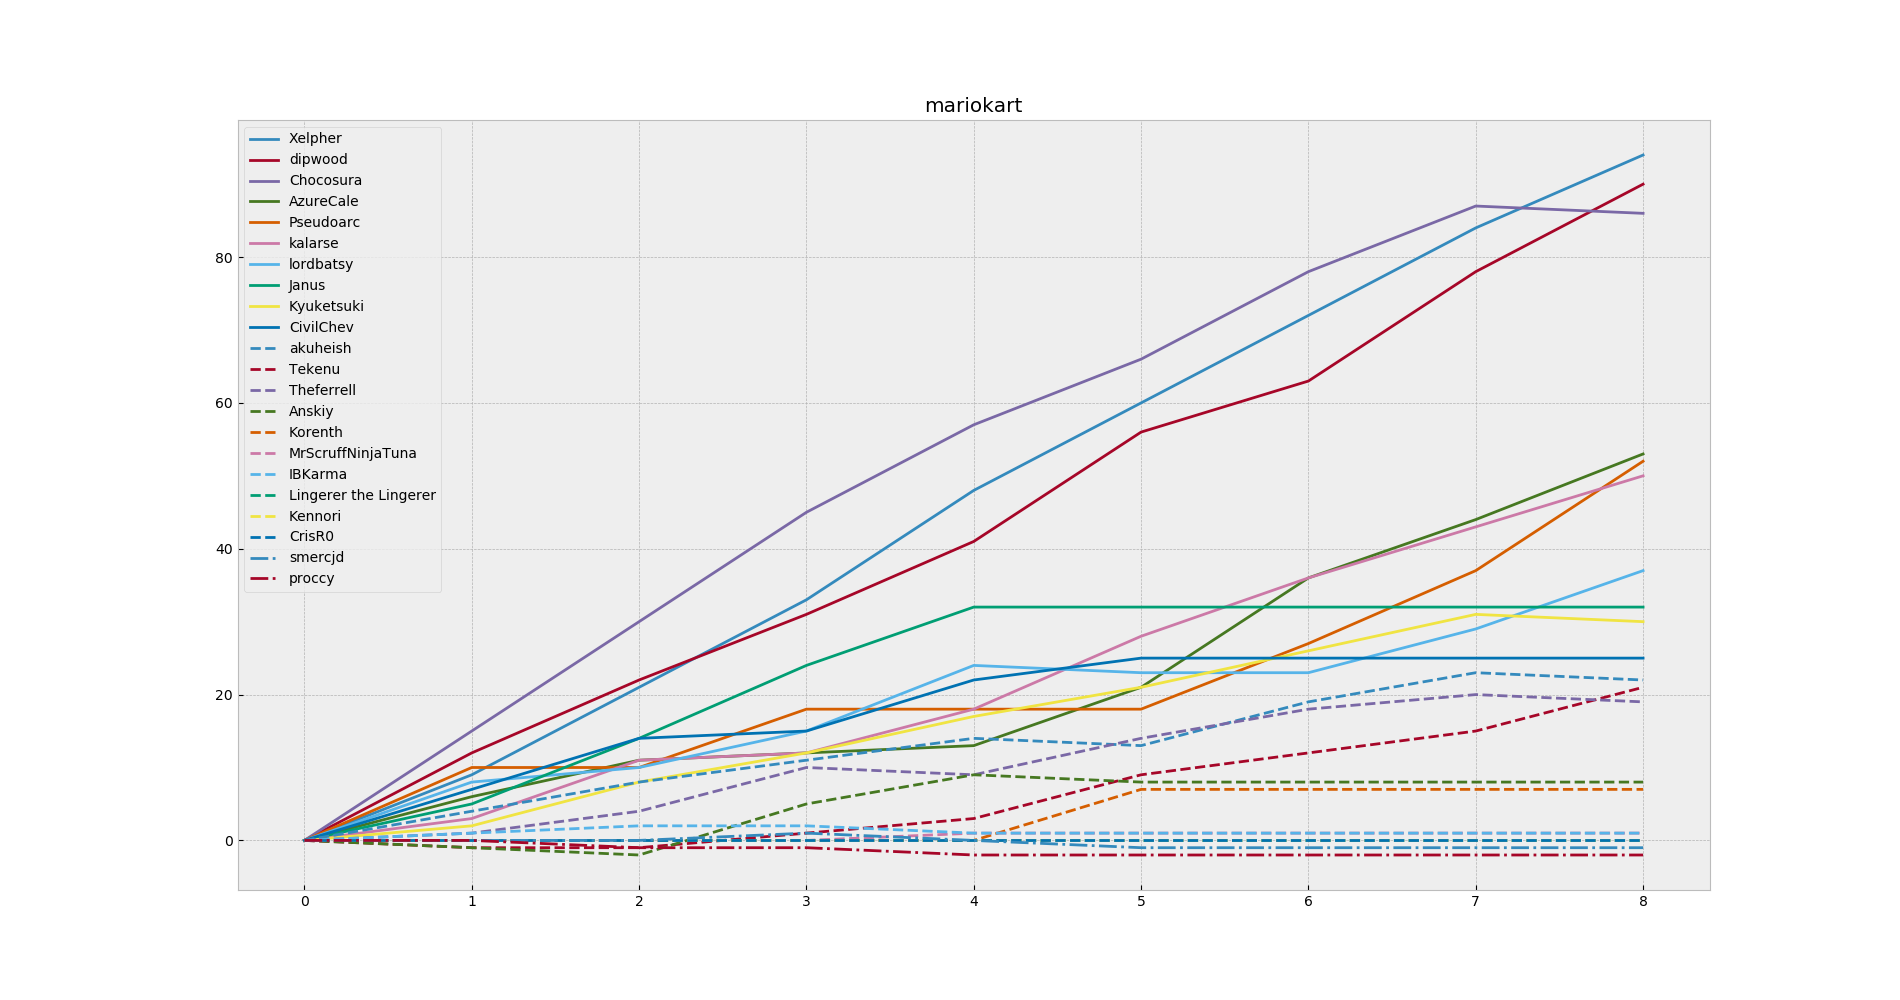 mariokart
Xelpher
dipwood
Chocosura
AzureCale
Pseudoarc
kalarse
lordbatsy
Janus
Kyuketsuki
CivilChev
akuheish
Tekenu
Theferrell
Anskiy
Korenth
MrScruffNinjaTuna
IBKarma
Lingerer the Lingerer
Kennori
CrisR0
smercjd
proccy
80
60
40
20
0
0 1 2 3 4 5 6 7 8